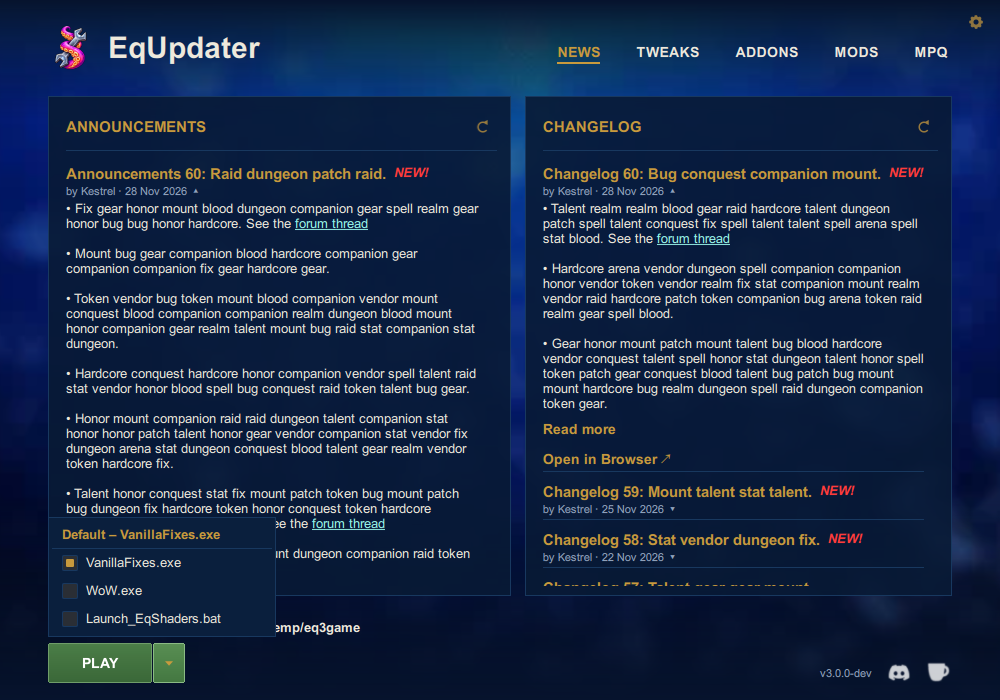 EqUpdater
NEWS
TWEAKS
ADDONS
MODS
MPQ
ANNOUNCEMENTS
Announcements 60: Raid dungeon patch raid. NEW!
by Kestrel · 28 Nov 2026 ▲
• Fix gear honor mount blood dungeon companion gear spell realm gear
honor bug bug honor hardcore. See the forum thread
• Mount bug gear companion blood hardcore companion gear
companion companion fix gear hardcore gear.
• Token vendor bug token mount blood companion vendor mount
conquest blood companion companion realm dungeon blood mount
honor companion gear realm talent mount bug raid stat companion stat
dungeon.
• Hardcore conquest hardcore honor companion vendor spell talent raid
stat vendor honor blood spell bug conquest raid token talent bug gear.
• Honor mount companion raid raid dungeon talent companion stat
honor honor patch talent honor gear vendor companion stat vendor fix
dungeon arena stat dungeon conquest blood talent gear realm vendor
token hardcore fix.
• Talent honor conquest stat fix mount patch token bug mount patch
bug dungeon fix hardcore token honor conquest hardcore
ee the forum thread
nt dungeon companion raid token
CHANGELOG
Changelog 60: Bug conquest companion mount. NEW!
by Kestrel · 28 Nov 2026 ▲
• Talent realm realm blood gear raid hardcore talent dungeon
patch spell talent conquest fix spell talent talent spell arena spell
stat blood. See the forum thread
• Hardcore arena vendor dungeon spell companion companion
honor vendor token vendor realm fix stat companion mount realm
vendor raid hardcore patch token companion bug arena token raid
realm gear spell blood.
• Gear honor mount patch mount talent bug blood hardcore
vendor conquest talent spell honor stat dungeon talent honor spell
token patch gear conquest blood talent bug patch bug mount
mount hardcore bug realm dungeon spell raid dungeon companion
token gear.
Read more
Open in Browser ↗
Changelog 59: Mount talent stat talent. NEW!
by Kestrel · 25 Nov 2026 ▼
Changelog 58: Stat vendor dungeon fix. NEW!
by Kestrel · 22 Nov 2026 ▼
Changelog 57: Talent gear gear mount.
Default – VanillaFixes.exe
VanillaFixes.exe
WoW.exe
Launch_EqShaders.bat
emp/eq3game
PLAY
v3.0.0-dev